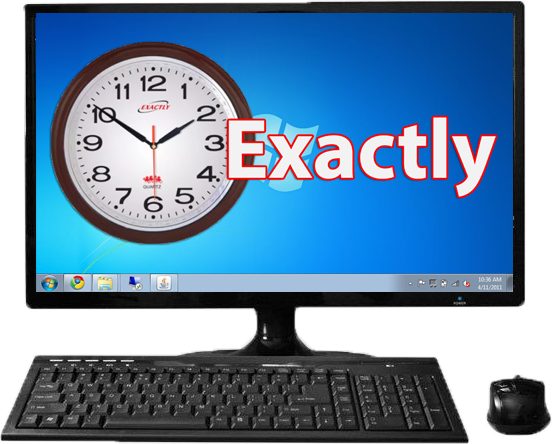 11 12 1
10 2
9 3
8 4
7 6 5
EXACTLY
QUARTZ
Exactly
10:36 AM
4/11/2011
POWER